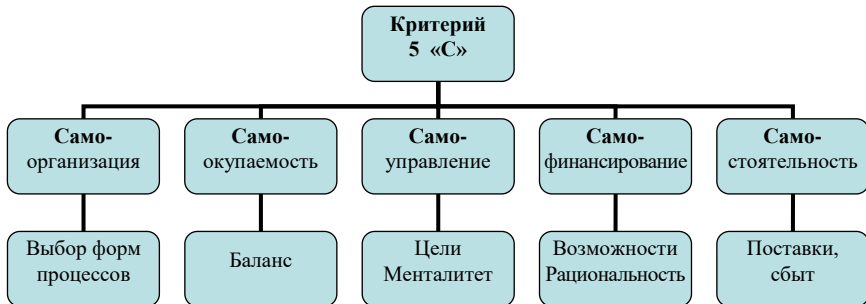 Критерий
5 «С»
Само-
организация
Само-
окупаемость
Само-
управление
Само-
финансирование
Само-
стоятельность
Выбор форм
процессов
Баланс
Цели
Менталитет
Возможности
Рациональность
Поставки,
сбыт